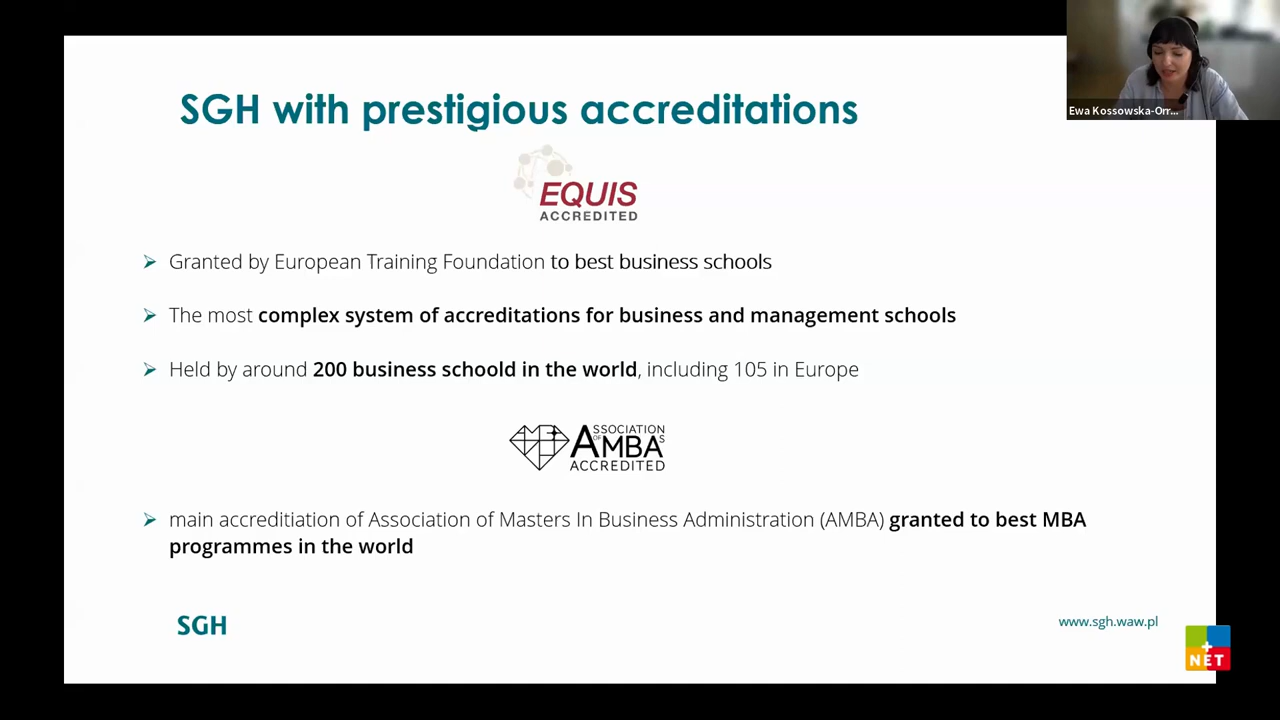 SGH with prestigious accreditations
Ewa Kossowska-Orr...
EQUIS
ACCREDITED
Granted by European Training Foundation to best business schools
The most complex system of accreditations for business and management schools
Held by around 200 business schoold in the world, including 105 in Europe
ASSOCIATION
OF AMBAS
ACCREDITED
main accreditiation of Association of Masters In Business Administration (AMBA) granted to best MBA
programmes in the world
SGH
www.sgh.waw.pl
+
NET